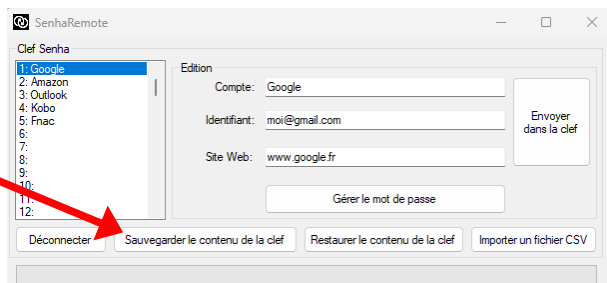 SenhaRemote
Clef Senha
1: Google
2: Amazon
3: Outlook
4: Kobo
5: Fnac
6:
7:
8:
9:
10:
11:
12:
Edition
Compte: Google
Identifiant: moi@gmail.com
Site Web: www.google.fr
Gérer le mot de passe
Envoyer
dans la clef
Déconnecter Sauvegarder le contenu de la clef Restaurer le contenu de la clef Importer un fichier CSV